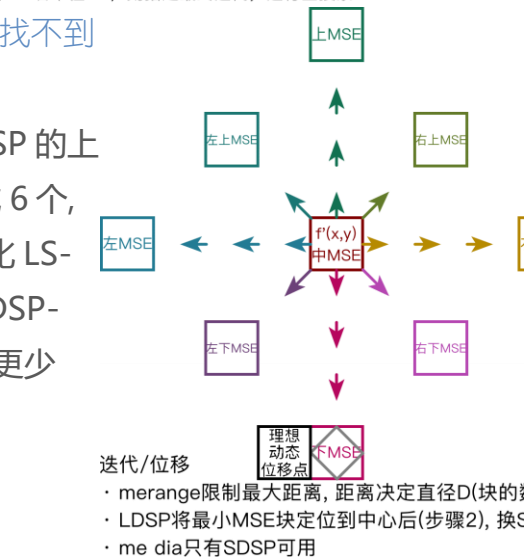 找不到
上MSE
SP 的上
左上MSE
右上MSE
6 个,
左MSE
f'(x,y)
中MSE
化 LS-
DSP-
左下MSE
右下MSE
更少
理想
动态
位移点
下MSE
迭代/位移
· merange限制最大距离, 距离决定直径D(块的数
· LDSP将最小MSE块定位到中心后(步骤2), 换S
· me dia只有SDSP可用